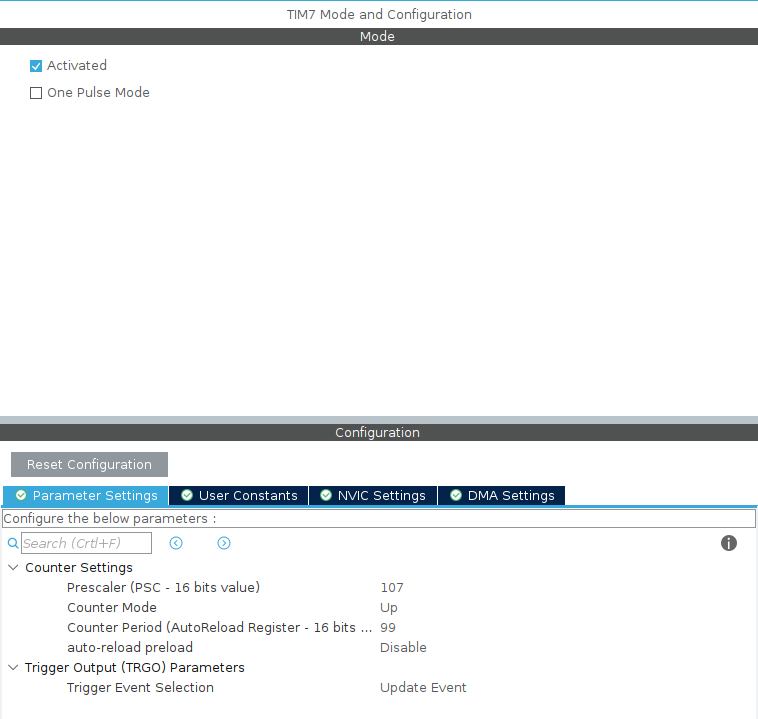 TIM7 Mode and Configuration
Mode
Activated
One Pulse Mode
Configuration
Reset Configuration
Parameter Settings User Constants NVIC Settings DMA Settings
Configure the below parameters :
Search (Crtl+F)
Counter Settings
Prescaler (PSC - 16 bits value) 107
Counter Mode Up
Counter Period (AutoReload Register - 16 bits ... 99
auto-reload preload Disable
Trigger Output (TRGO) Parameters
Trigger Event Selection Update Event